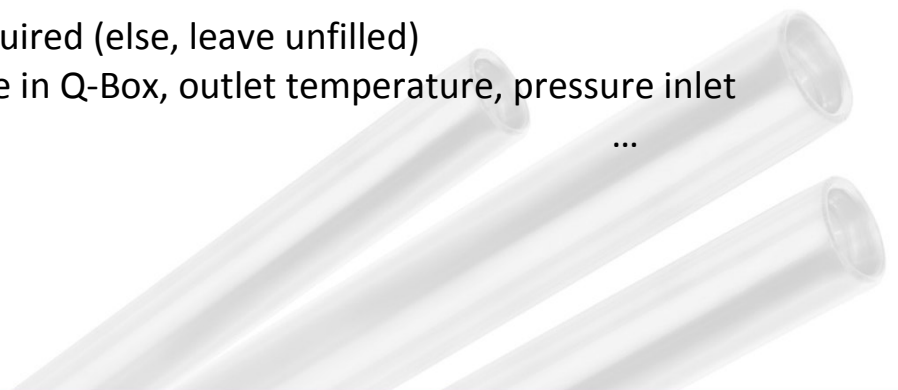 uired (else, leave unfilled)
e in Q-Box, outlet temperature, pressure inlet
...